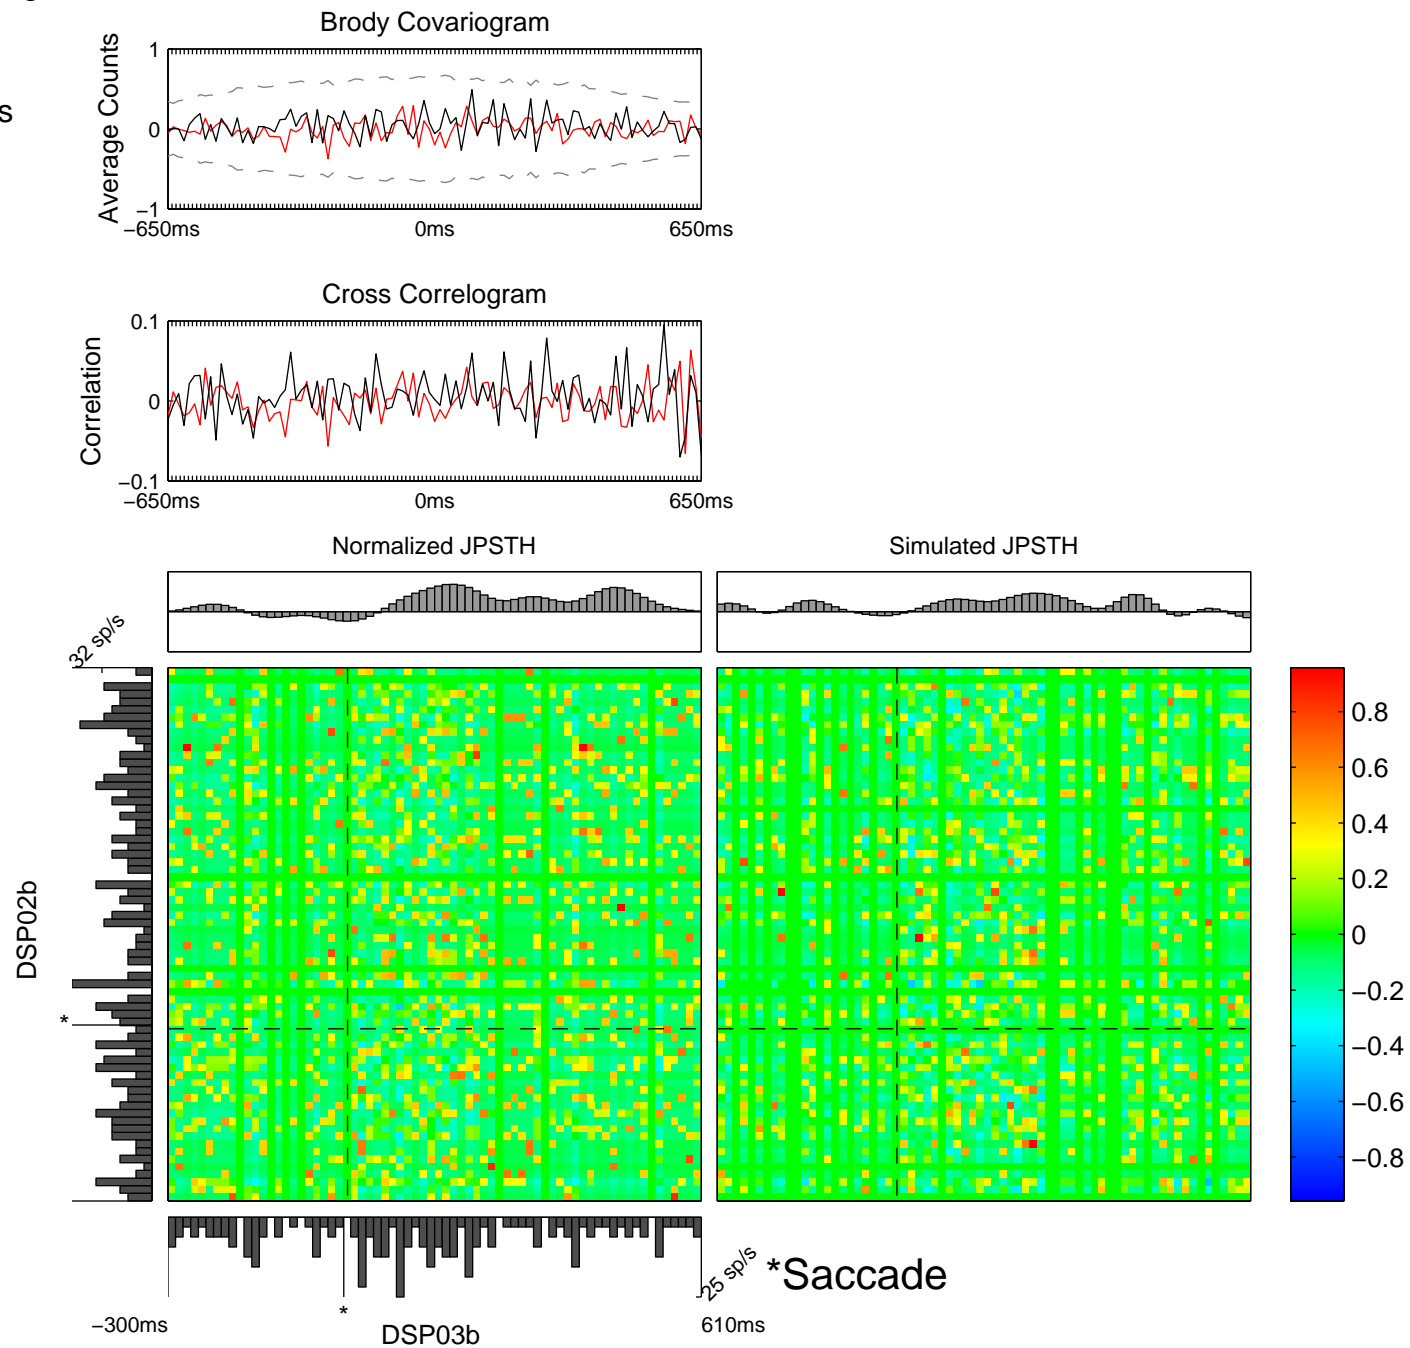 g
Brody Covariogram
s
Average Counts
1
0
−1
−650ms 0ms 650ms
Cross Correlogram
Correlation
0.1
0
−0.1
−650ms 0ms 650ms
Normalized JPSTH
Simulated JPSTH
32 sp/s
DSP02b
*
0.8
0.6
0.4
0.2
0
−0.2
−0.4
−0.6
−0.8
25 sp/s
*Saccade
*
−300ms
DSP03b
610ms